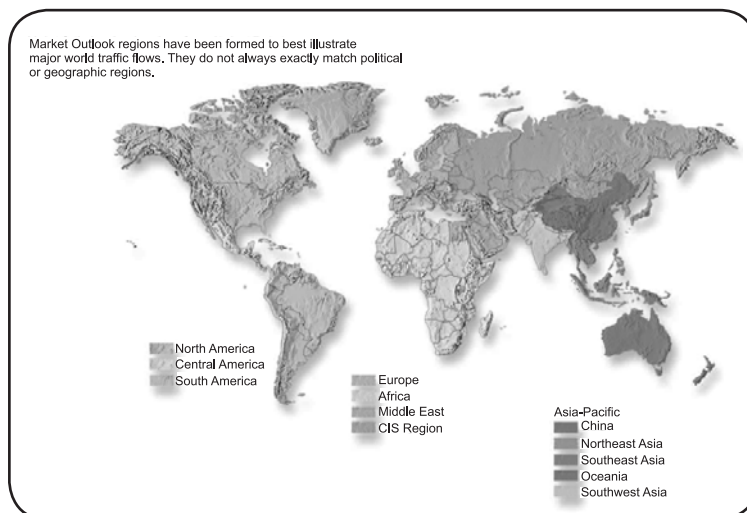 Market Outlook regions have been formed to best illustrate
major world traffic flows. They do not always exactly match political
or geographic regions.
North America
Central America
South America
Europe
Africa
Middle East
CIS Region
Asia-Pacific
China
Northeast Asia
Southeast Asia
Oceania
Southwest Asia